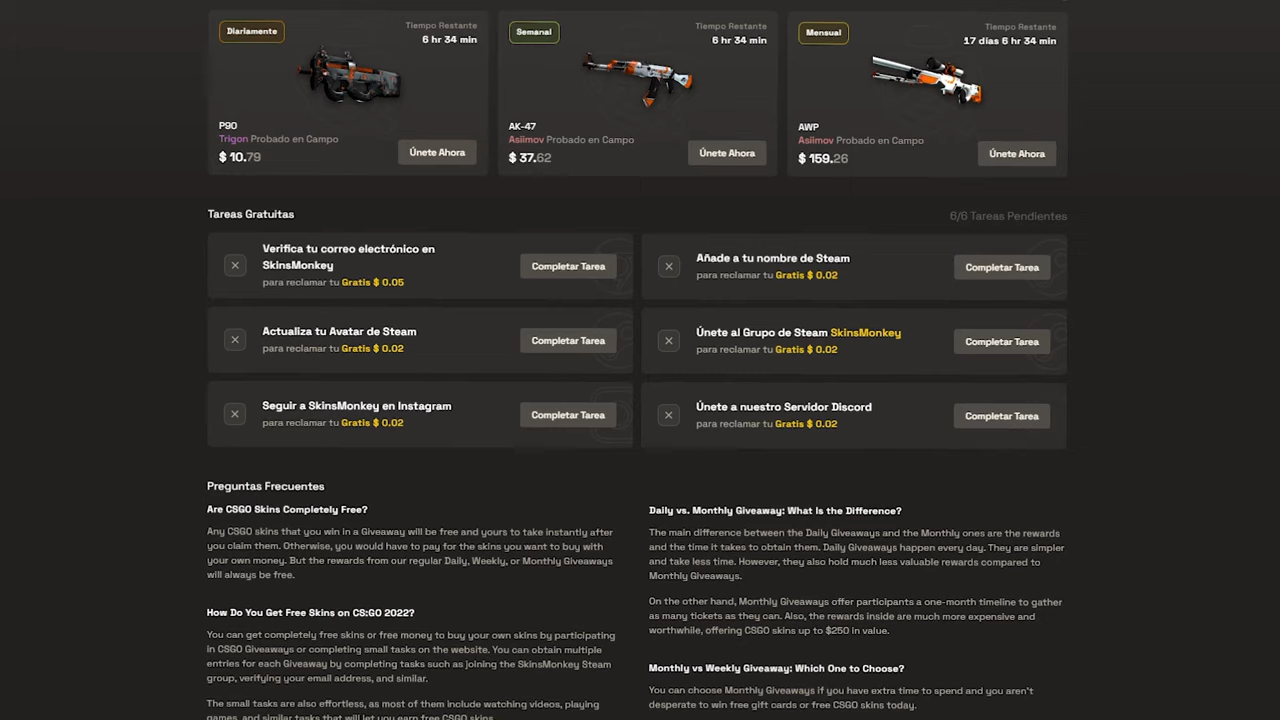 Diariamente
Tiempo Restante
6 hr 34 min
P90
Trigon Probado en Campo
$ 10.79
Únete Ahora
Semanal
Tiempo Restante
6 hr 34 min
AK-47
Asiimov Probado en Campo
$ 37.62
Únete Ahora
Mensual
Tiempo Restante
17 dias 6 hr 34 min
AWP
Asiimov Probado en Campo
$ 159.26
Únete Ahora
Tareas Gratuitas
6/6 Tareas Pendientes
Verifica tu correo electrónico en
SkinsMonkey
para reclamar tu Gratis $ 0.05
Completar Tarea
Añade a tu nombre de Steam
para reclamar tu Gratis $ 0.02
Completar Tarea
Actualiza tu Avatar de Steam
para reclamar tu Gratis $ 0.02
Completar Tarea
Únete al Grupo de Steam SkinsMonkey
para reclamar tu Gratis $ 0.02
Completar Tarea
Seguir a SkinsMonkey en Instagram
para reclamar tu Gratis $ 0.02
Completar Tarea
Únete a nuestro Servidor Discord
para reclamar tu Gratis $ 0.02
Completar Tarea
Preguntas Frecuentes
Are CSGO Skins Completely Free?
Any CSGO skins that you win in a Giveaway will be free and yours to take instantly after
you claim them. Otherwise, you would have to pay for the skins you want to buy with
your own money. But the rewards from our regular Daily, Weekly, or Monthly Giveaways
will always be free.
How Do You Get Free Skins on CS:GO 2022?
You can get completely free skins or free money to buy your own skins by participating
in CSGO Giveaways or completing small tasks on the website. You can obtain multiple
entries for each Giveaway by completing tasks such as joining the SkinsMonkey Steam
group, verifying your email address, and similar.
The small tasks are also effortless, as most of them include watching videos, playing
games, and similar tasks that will let you earn free CSGO skins.
Daily vs. Monthly Giveaway: What Is the Difference?
The main difference between the Daily Giveaways and the Monthly ones are the rewards
and the time it takes to obtain them. Daily Giveaways happen every day. They are simpler
and take less time. However, they also hold much less valuable rewards compared to
Monthly Giveaways.
On the other hand, Monthly Giveaways offer participants a one-month timeline to gather
as many tickets as they can. Also, the rewards inside are much more expensive and
worthwhile, offering CSGO skins up to $250 in value.
Monthly vs Weekly Giveaway: Which One to Choose?
You can choose Monthly Giveaways if you have extra time to spend and you aren't
desperate to win free gift cards or free CSGO skins today.